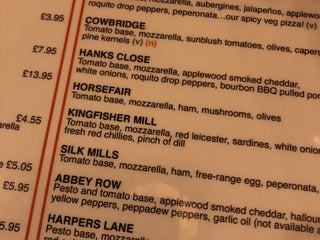 mozzarella, aubergines, jalapeños,
roquito drop peppers, peperonata...our spicy veg pizza! (v)
£3.95
COWBRIDGE
Tomato base, mozzarella, sunblush tomatoes, olives, capers
pine kernels (v) (n)
£7.95
HANKS CLOSE
Tomato base, mozzarella, applewood smoked cheddar,
white onions, roquito drop peppers, bourbon BBQ pulled
£13.95
HORSEFAIR
Tomato base, mozzarella, ham, mushrooms, olives
KINGFISHER MILL
£4.55
Tomato base, mozzarella, red leicester, sardines, white
fresh red chillies, pinch of dill
SILK MILLS
Tomato base, mozzarella, ham, free-range egg, peperonata,
£5.05
ABBEY ROW
£5.95
Pesto and tomato base, applewood smoked cheddar,
yellow peppers, peppadew peppers, garlic oil (not available
HARPERS LANE
Pesto base,